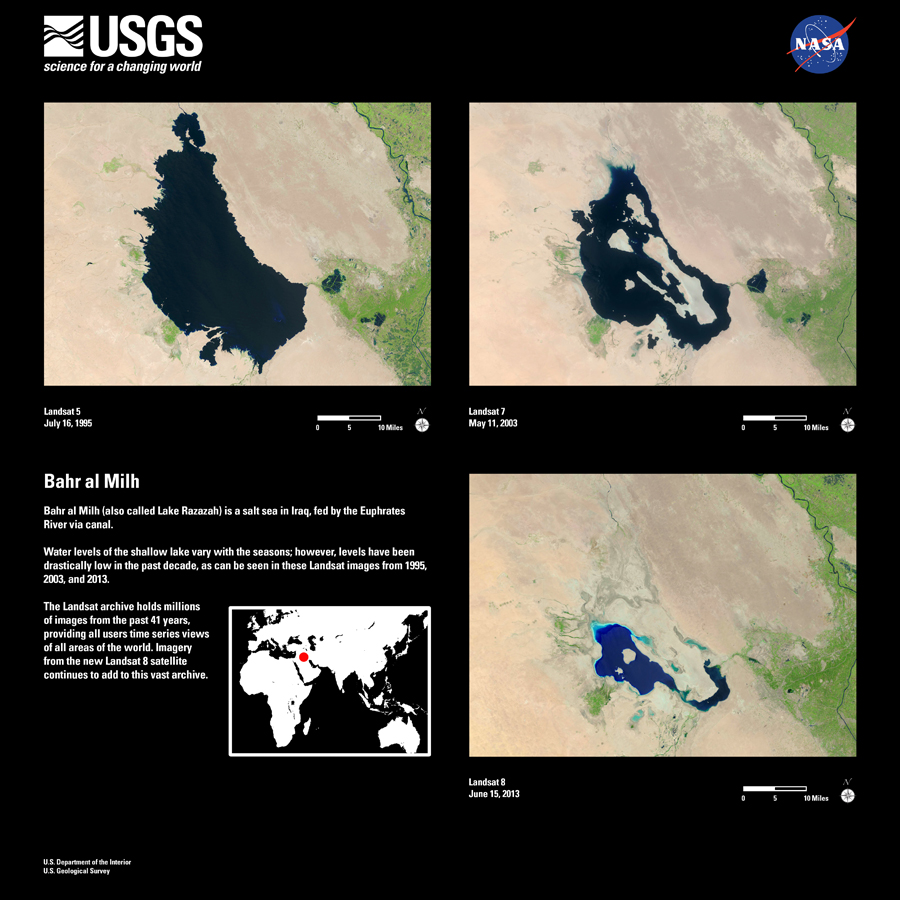 USGS
science for a changing world
NASA
Landsat 5
July 16, 1995
N
0 5 10 Miles
Landsat 7
May 11, 2003
N
0 5 10 Miles
Bahr al Milh
Bahr al Milh (also called Lake Razazah) is a salt sea in Iraq, fed by the Euphrates
River via canal.
Water levels of the shallow lake vary with the seasons; however, levels have been
drastically low in the past decade, as can be seen in these Landsat images from 1995,
2003, and 2013.
The Landsat archive holds millions
of images from the past 41 years,
providing all users time series views
of all areas of the world. Imagery
from the new Landsat 8 satellite
continues to add to this vast archive.
Landsat 8
June 15, 2013
N
0 5 10 Miles
U.S. Department of the Interior
U.S. Geological Survey